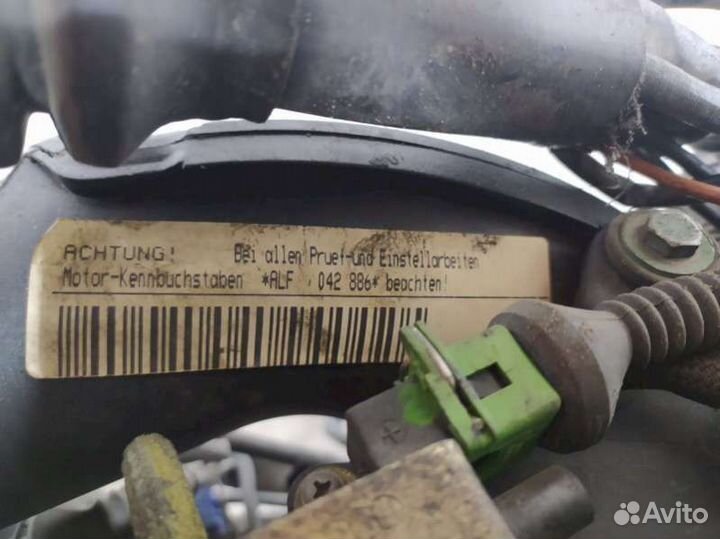 ACHTUNG! Bei allen Pruef-und Einstellarbeiten
Motor-Kennbuchstaben *ALF 042 886* beachten!
Avito